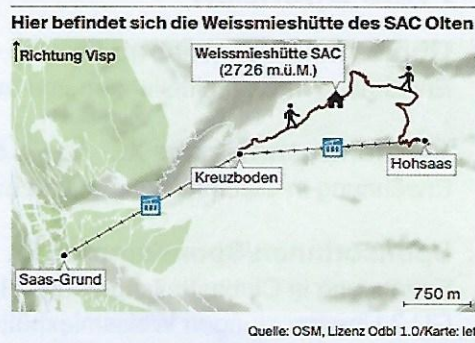 Hier befindet sich die Weissmieshütte des SAC Olten
Richtung Visp
Weissmieshütte SAC
(2726 m.ü.M.)
Kreuzboden
Hohsaas
Saas-Grund
750 m
Quelle: OSM, Lizenz Odbl 1.0/Karte: let